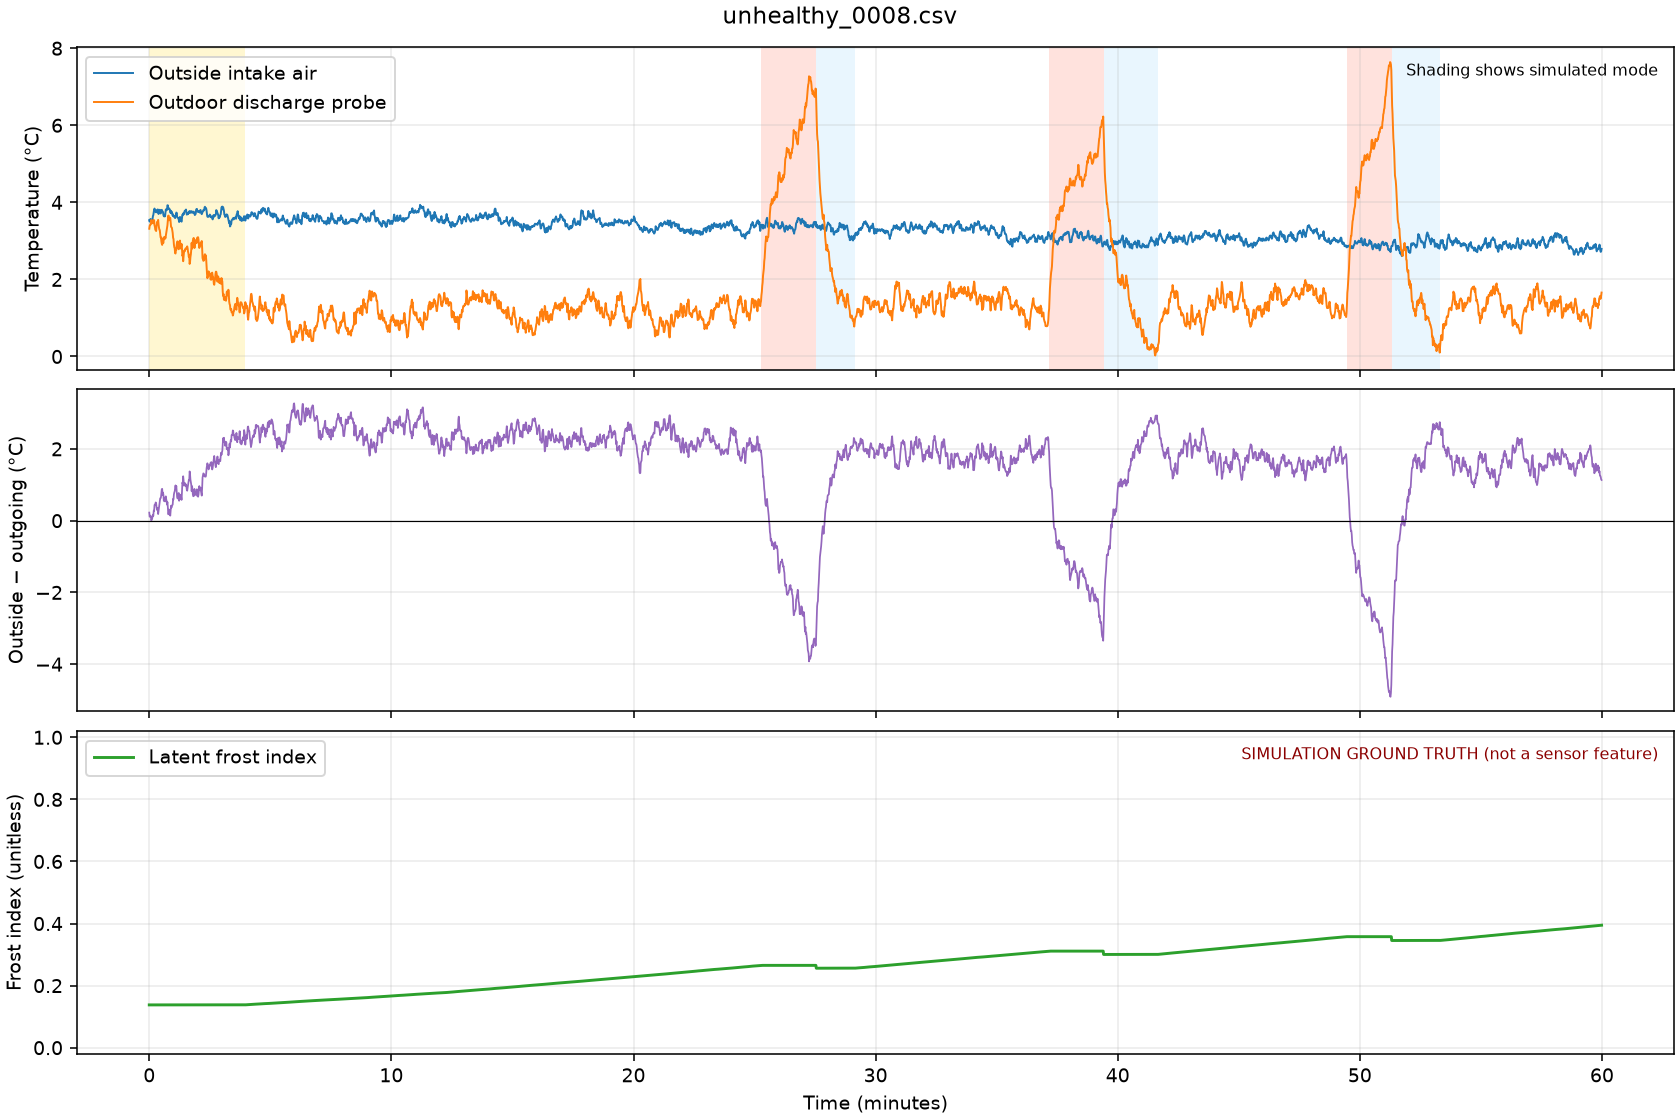 unhealthy_0008.csv
Outside intake air
Outdoor discharge probe
Shading shows simulated mode
Temperature (°C)
8
6
4
2
0
Outside − outgoing (°C)
2
0
−2
−4
Latent frost index
SIMULATION GROUND TRUTH (not a sensor feature)
Frost index (unitless)
1.0
0.8
0.6
0.4
0.2
0.0
0 10 20 30 40 50 60
Time (minutes)